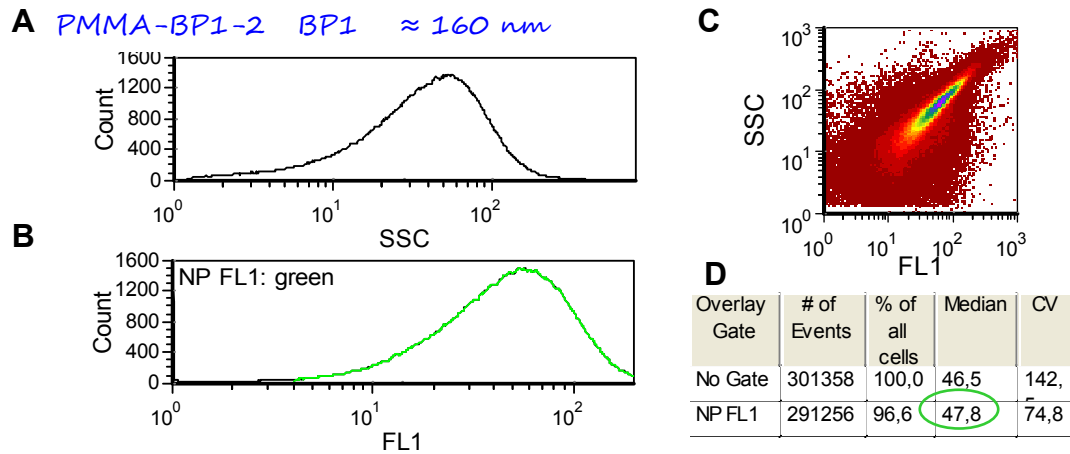 A PMMA-BP1-2 BP1 ≈ 160 nm
1600
1200
800
400
0
Count
10^0 10^1 10^2
SSC
B
NP FL1: green
1600
1200
800
400
0
Count
10^0 10^1 10^2
FL1
C
10^3
10^2
10^1
10^0
SSC
10^0 10^1 10^2 10^3
FL1
D
Overlay Gate # of Events % of all cells Median CV
No Gate 301358 100,0 46,5 142,
NP FL1 291256 96,6 47,8 74,8